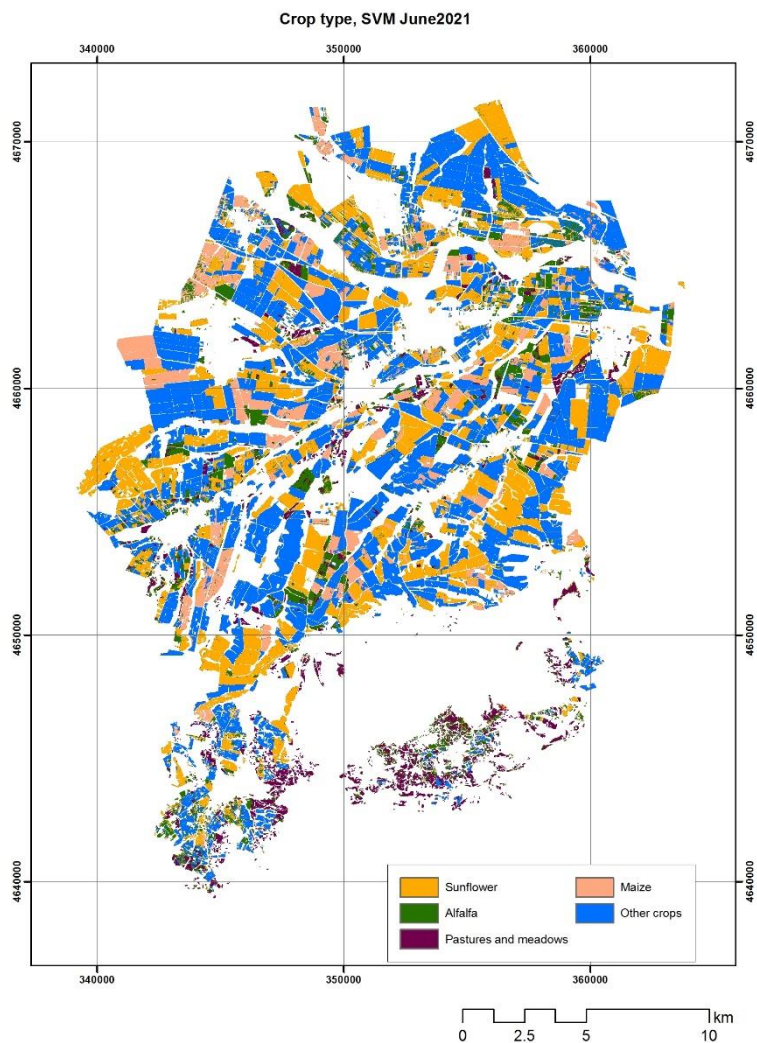 Crop type, SVM June2021
340000 350000 360000
4670000 4670000
4660000 4660000
4650000 4650000
4640000 4640000
Sunflower Maize
Alfalfa Other crops
Pastures and meadows
340000 350000 360000
km
0 2.5 5 10